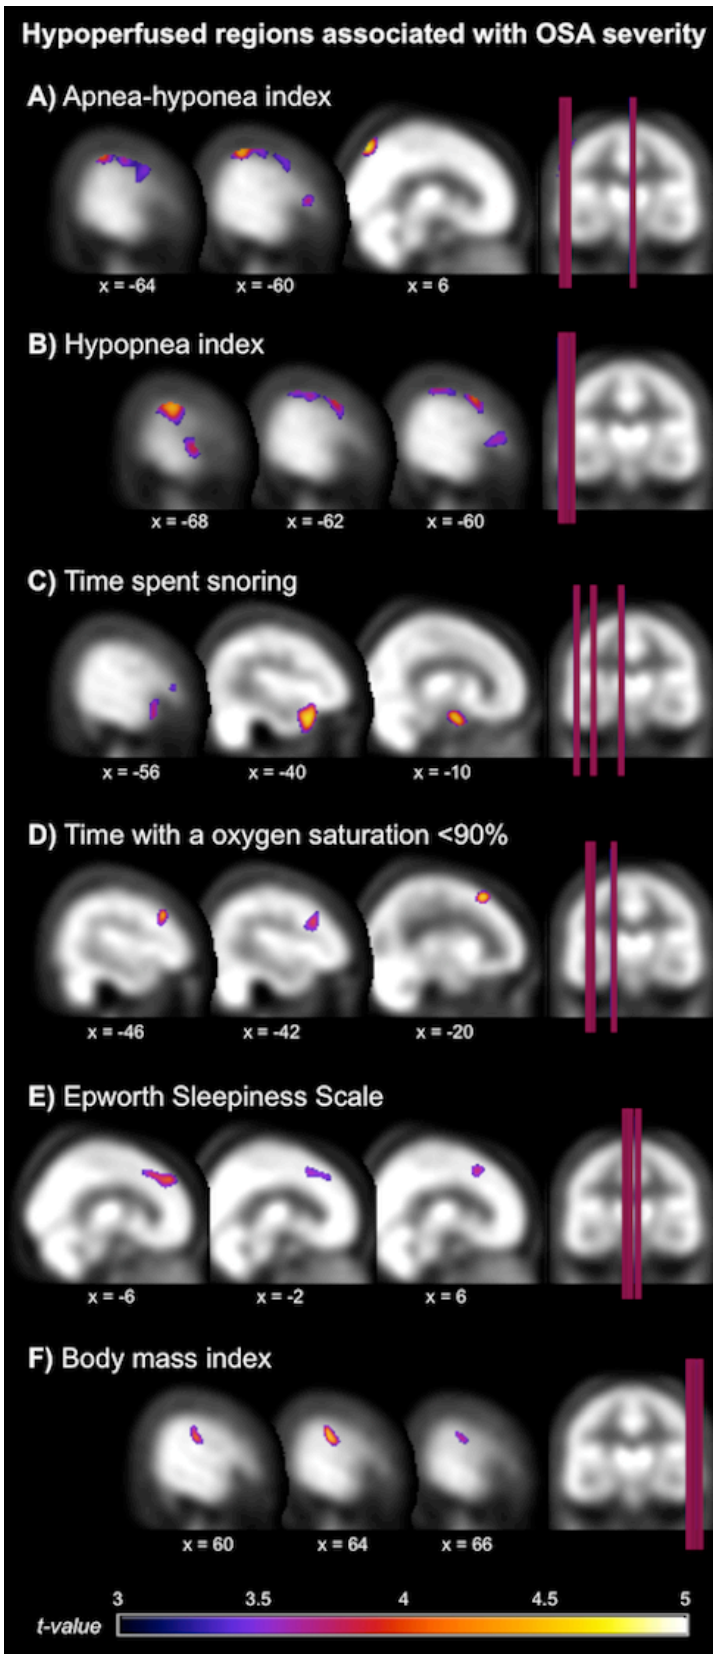 Hypoperfused regions associated with OSA severity
A) Apnea-hyponea index
x = -64
x = -60
x = 6
B) Hypopnea index
x = -68
x = -62
x = -60
C) Time spent snoring
x = -56
x = -40
x = -10
D) Time with a oxygen saturation <90%
x = -46
x = -42
x = -20
E) Epworth Sleepiness Scale
x = -6
x = -2
x = 6
F) Body mass index
x = 60
x = 64
x = 66
3 3.5 4 4.5 5
t-value